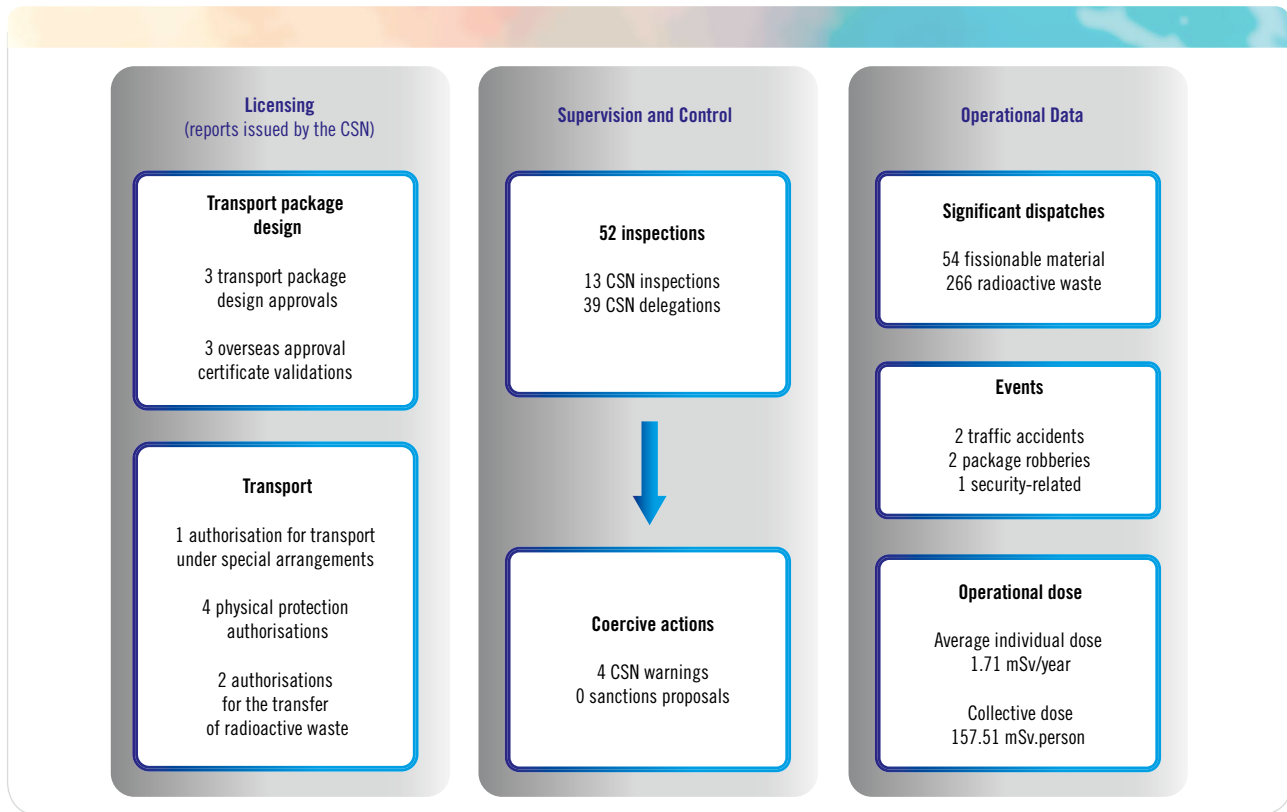 Licensing
(reports issued by the CSN)
Transport package
design
3 transport package
design approvals
3 overseas approval
certificate validations
Transport
1 authorisation for transport
under special arrangements
4 physical protection
authorisations
2 authorisations
for the transfer
of radioactive waste
Supervision and Control
52 inspections
13 CSN inspections
39 CSN delegations
Coercive actions
4 CSN warnings
0 sanctions proposals
Operational Data
Significant dispatches
54 fissionable material
266 radioactive waste
Events
2 traffic accidents
2 package robberies
1 security-related
Operational dose
Average individual dose
1.71 mSv/year
Collective dose
157.51 mSv.person